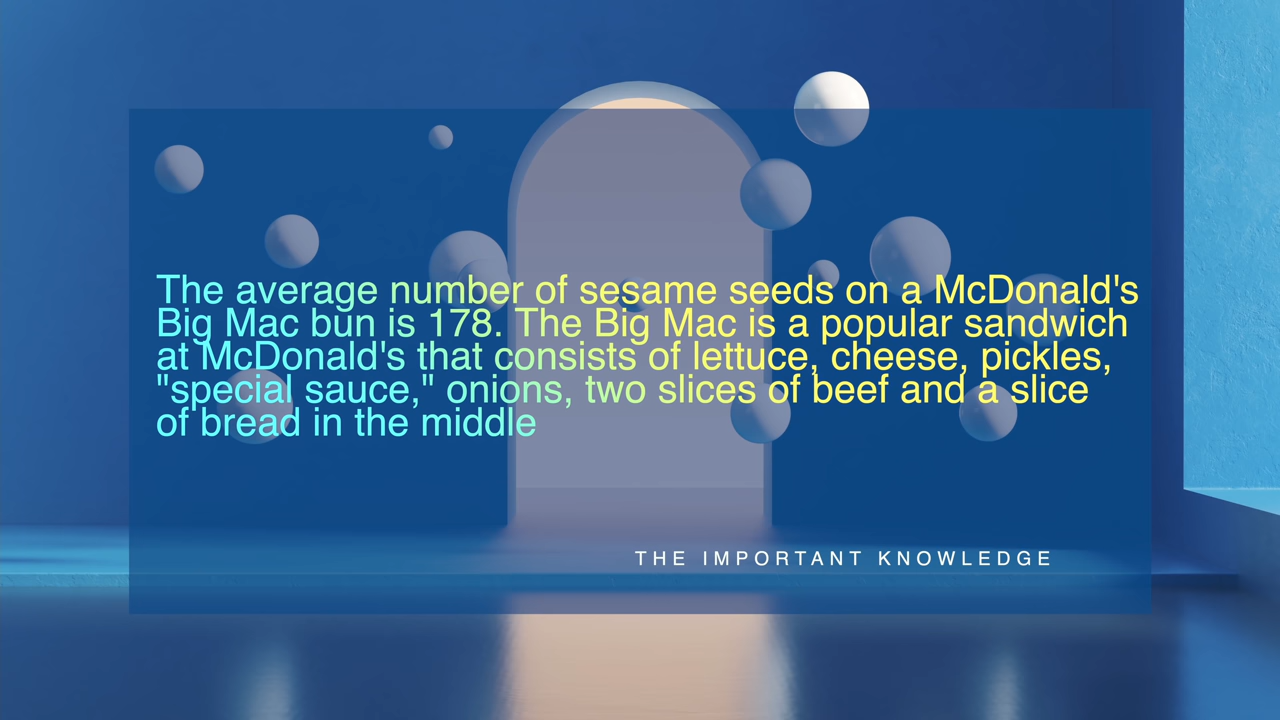 The average number of sesame seeds on a McDonald's
Big Mac bun is 178. The Big Mac is a popular sandwich
at McDonald's that consists of lettuce, cheese, pickles,
"special sauce," onions, two slices of beef and a slice
of bread in the middle
THE IMPORTANT KNOWLEDGE